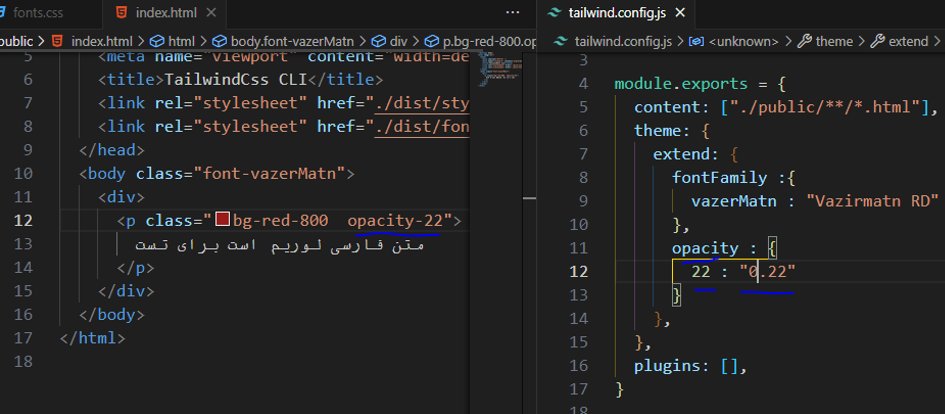 fonts.css
index.html
public > index.html > html > body.font-vazerMatn > div > p.bg-red-800.op
5 <meta name="viewport" content="width=de
6 <title>TailwindCss CLI</title>
7 <link rel="stylesheet" href="./dist/sty
8 <link rel="stylesheet" href="./dist/fon
9 </head>
10 <body class="font-vazerMatn">
11 <div>
12 <p class="bg-red-800 opacity-22">
13 متن فارسی لوریم است برای تست
14 </p>
15 </div>
16 </body>
17 </html>
18
tailwind.config.js
tailwind.config.js > <unknown> > theme > extend >
3
4 module.exports = {
5 content: ["./public/**/*.html"],
6 theme: {
7 extend: {
8 fontFamily :{
9 vazerMatn : "Vazirmatn RD"
10 },
11 opacity : {
12 22 : "0.22"
13 }
14 },
15 },
16 plugins: [],
17 }
18